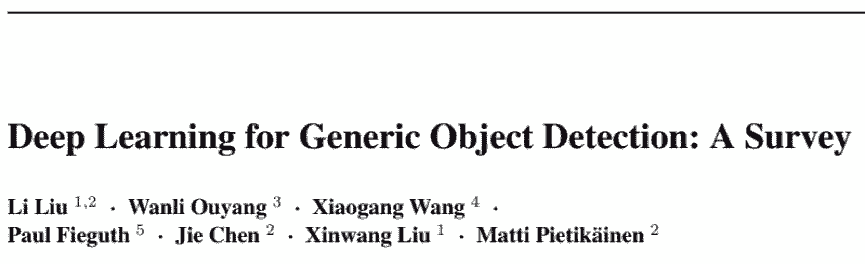 Deep Learning for Generic Object Detection: A Survey
Li Liu 1,2 · Wanli Ouyang 3 · Xiaogang Wang 4 ·
Paul Fieguth 5 · Jie Chen 2 · Xinwang Liu 1 · Matti Pietikäinen 2